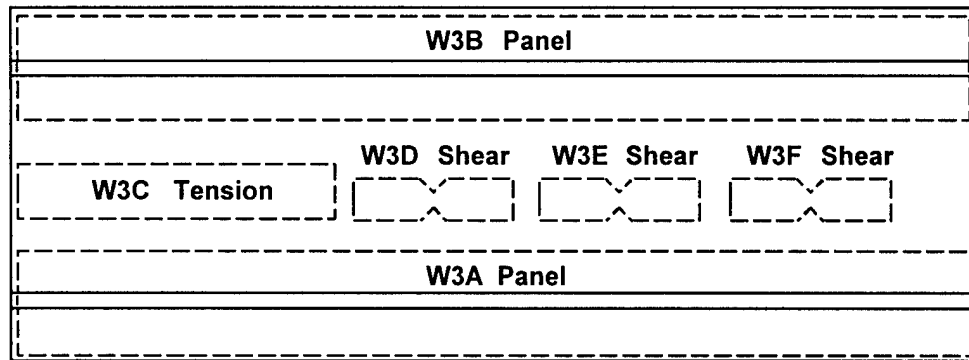 W3B Panel
W3D Shear W3E Shear W3F Shear
W3C Tension
W3A Panel